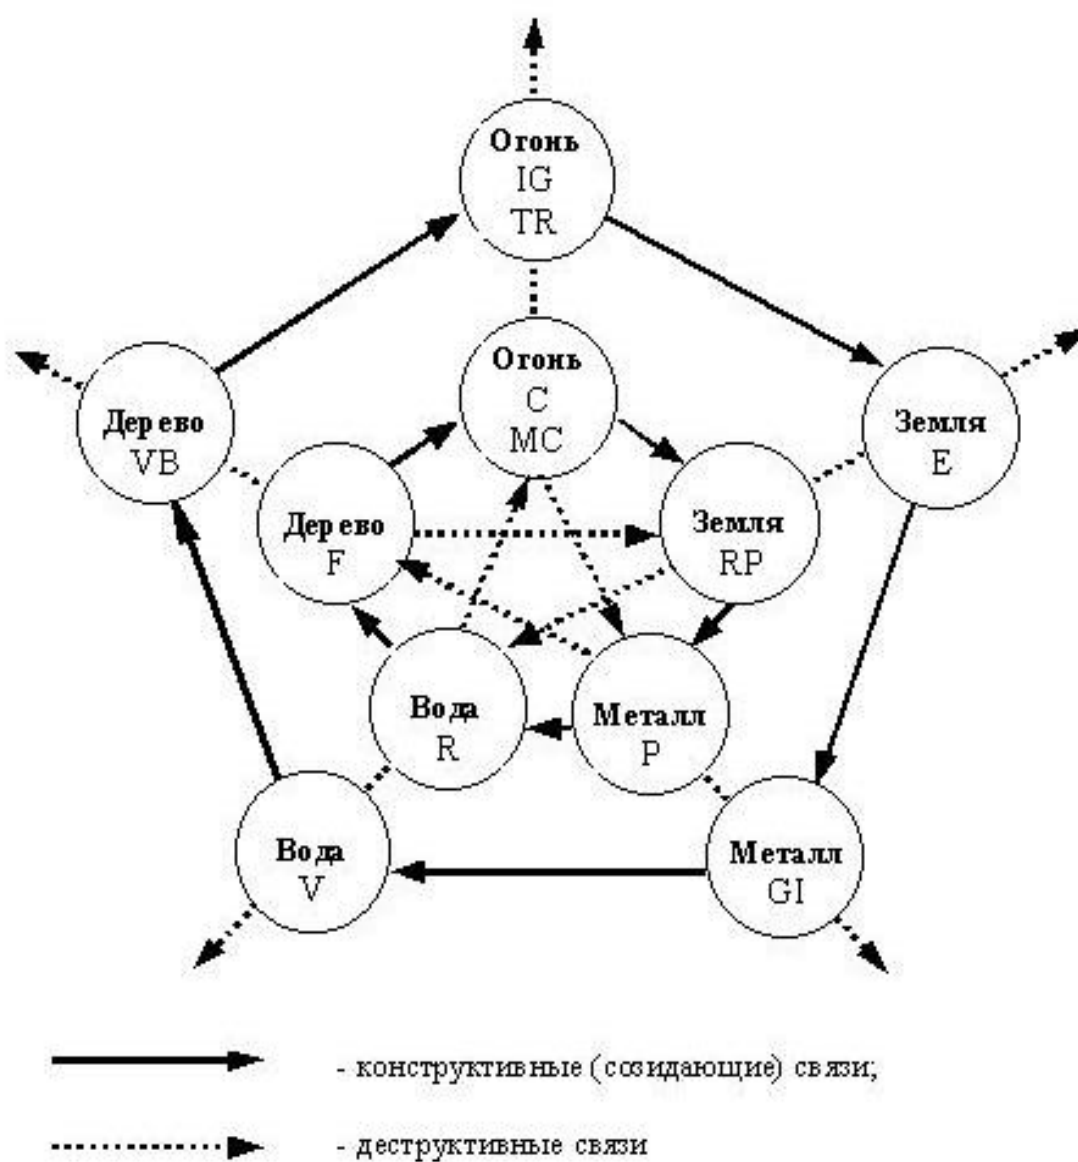 Огонь
IG
TR
Огонь
C
MC
Дерево
VB
Земля
E
Дерево
F
Земля
RP
Вода
R
Металл
P
Вода
V
Металл
GI
- конструктивные (созидающие) связи;
- деструктивные связи